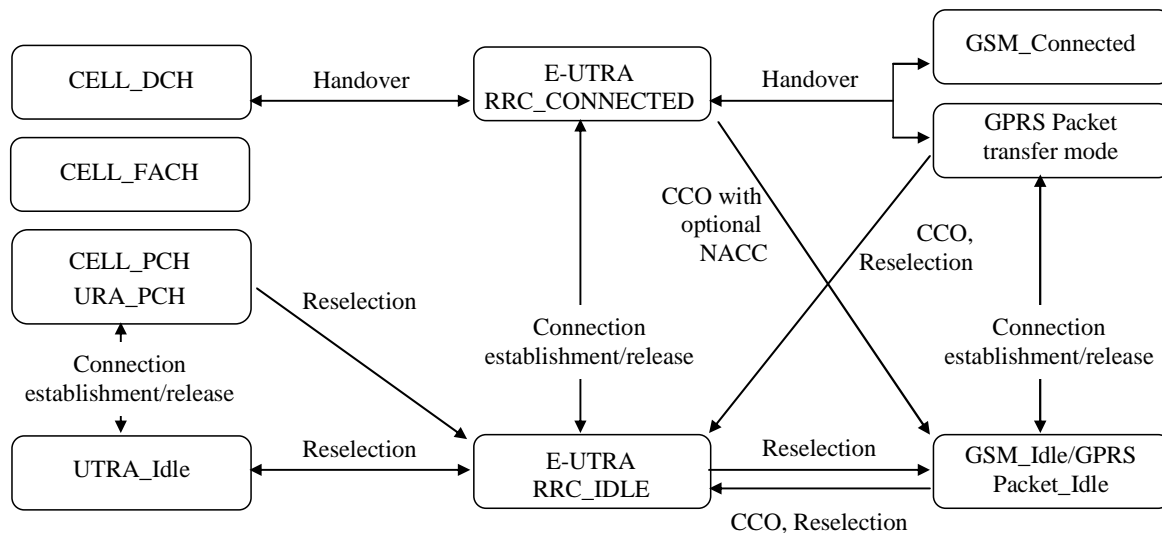 GSM_Connected
CELL_DCH
Handover
E-UTRA
RRC_CONNECTED
Handover
GPRS Packet
transfer mode
CELL_FACH
CCO with
optional
NACC
CCO,
Reselection
CELL_PCH
URA_PCH
Reselection
Connection
establishment/release
Connection
establishment/release
Connection
establishment/release
UTRA_Idle
Reselection
E-UTRA
RRC_IDLE
Reselection
GSM_Idle/GPRS
Packet_Idle
CCO, Reselection